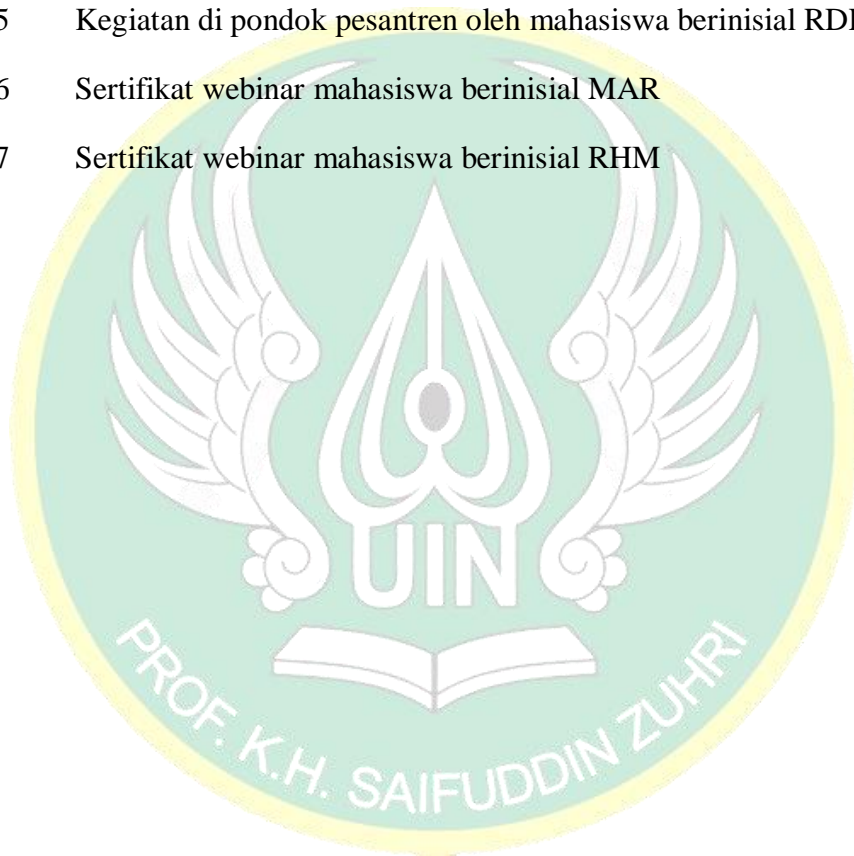 5 Kegiatan di pondok pesantren oleh mahasiswa berinisial
6 Sertifikat webinar mahasiswa berinisial MAR
7 Sertifikat webinar mahasiswa berinisial RHM
UIN
PROF. K.H. SAIFUDDIN ZUHRI